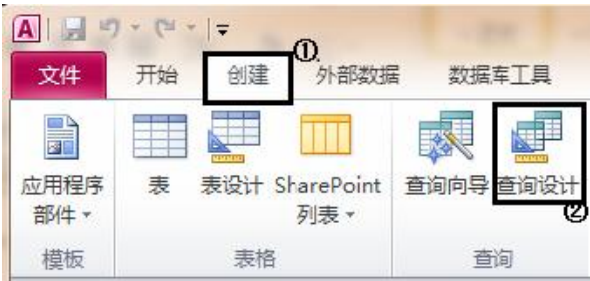 A
①
文件 开始 创建 外部数据 数据库工具
应用程序 表 表设计 SharePoint 查询向导 查询设计
部件 列表 ②
模板 表格 查询